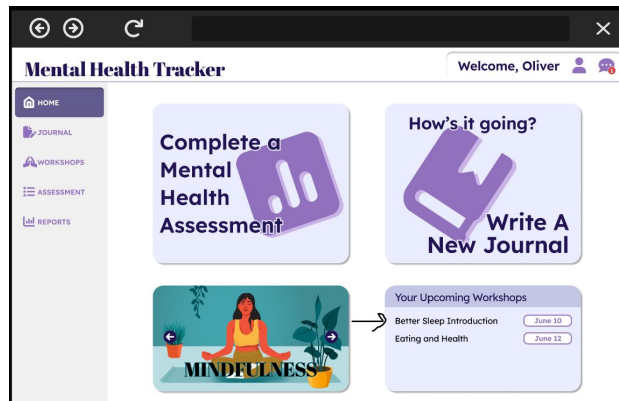 Mental Health Tracker
Welcome, Oliver
HOME
JOURNAL
WORKSHOPS
ASSESSMENT
REPORTS
Complete a
Mental
Health
Assessment
How's it going?
Write A
New Journal
MINDFULNESS
Your Upcoming Workshops
Better Sleep Introduction June 10
Eating and Health June 12